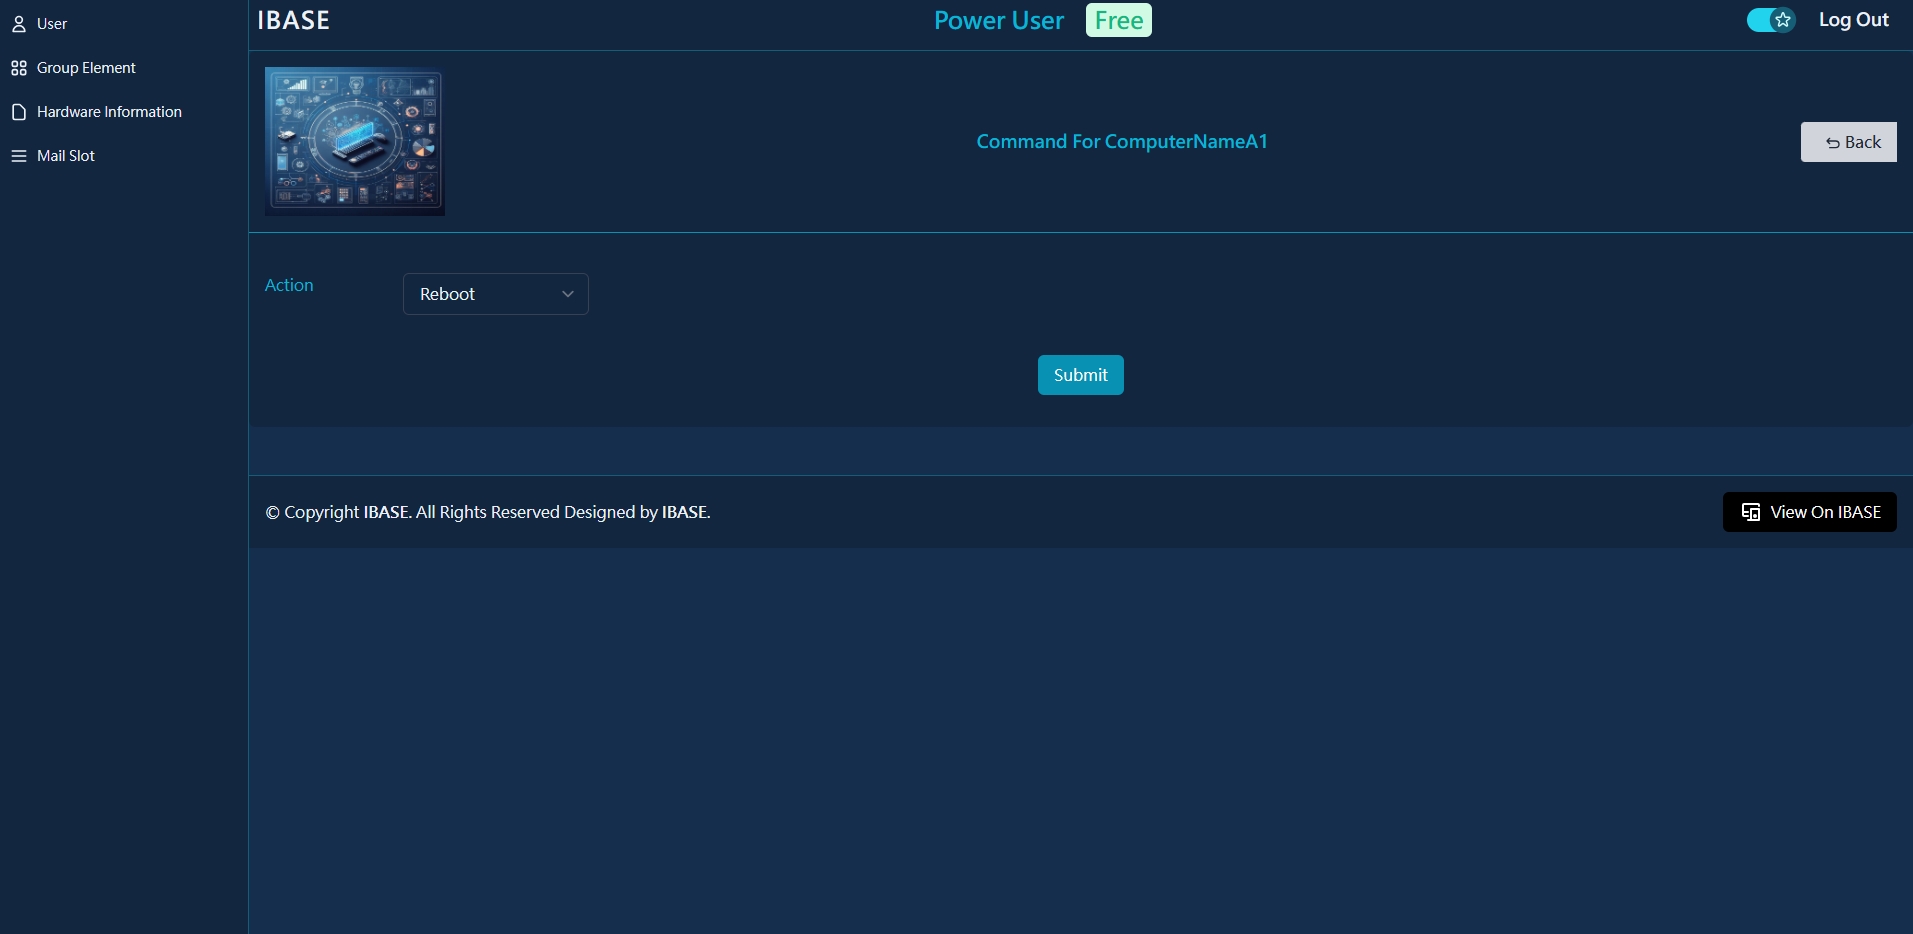 User
Group Element
Hardware Information
Mail Slot
IBASE
Power User Free
Log Out
Command For ComputerNameA1
Back
Action
Reboot
Submit
© Copyright IBASE. All Rights Reserved Designed by IBASE.
View On IBASE